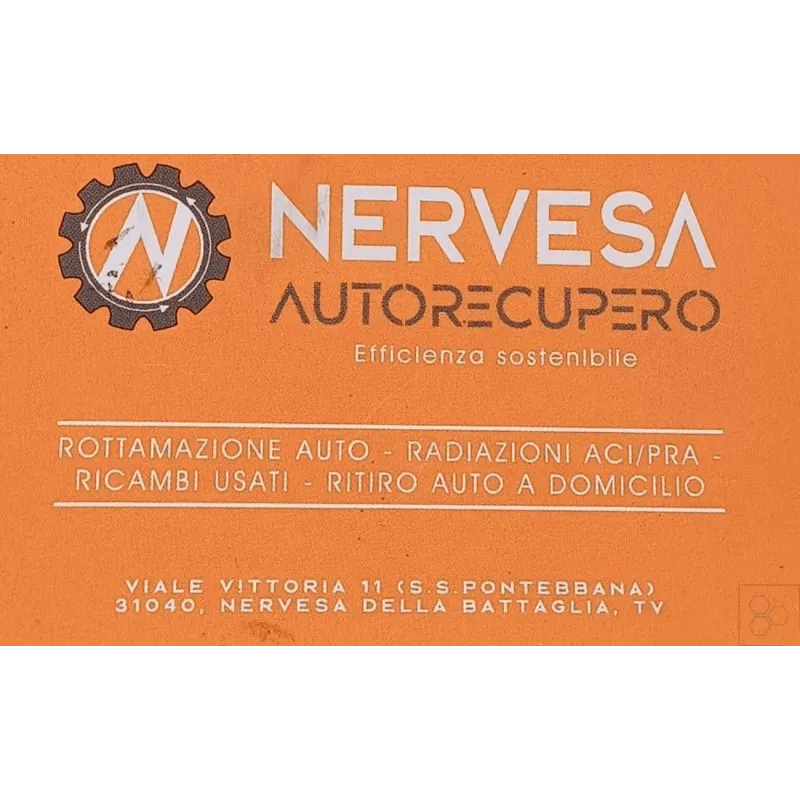 N
NERVESA
AUTORECUPERO
Efficienza sostenibile
ROTTAMAZIONE AUTO - RADIAZIONI ACI/PRA -
RICAMBI USATI - RITIRO AUTO A DOMICILIO
VIALE VITTORIA 11 (S.S.PONTEBBANA)
31040, NERVESA DELLA BATTAGLIA, TV